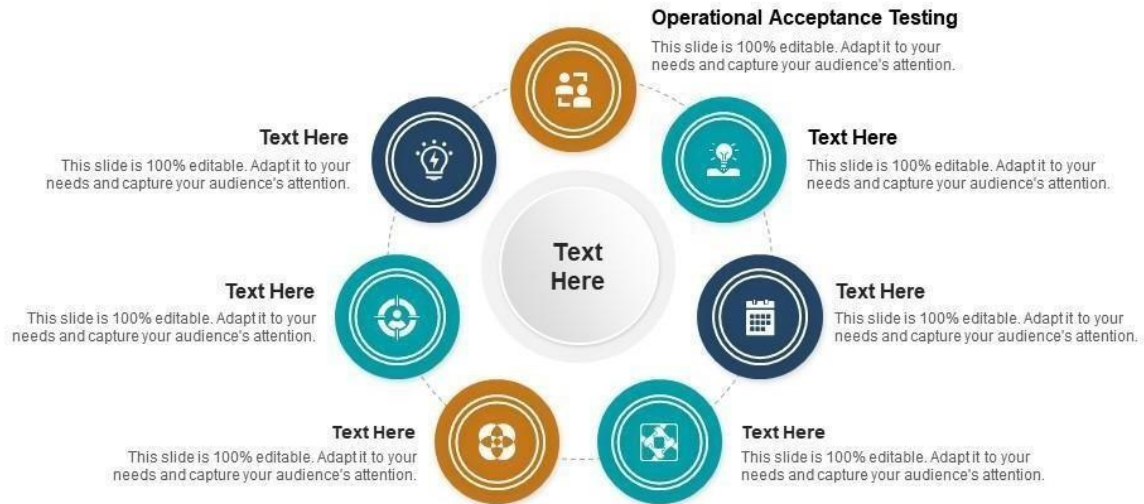 Operational Acceptance Testing
This slide is 100% editable. Adapt it to your
needs and capture your audience's attention.
Text Here
This slide is 100% editable. Adapt it to your
needs and capture your audience's attention.
Text Here
This slide is 100% editable. Adapt it to your
needs and capture your audience's attention.
Text
Here
Text Here
This slide is 100% editable. Adapt it to your
needs and capture your audience's attention.
Text Here
This slide is 100% editable. Adapt it to your
needs and capture your audience's attention.
Text Here
This slide is 100% editable. Adapt it to your
needs and capture your audience's attention.
Text Here
This slide is 100% editable. Adapt it to your
needs and capture your audience's attention.